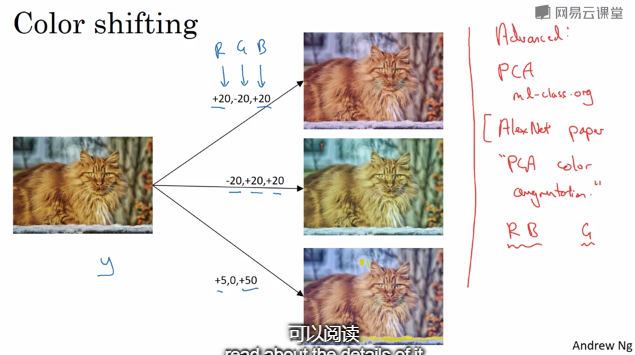 Color shifting
网易云课堂
R G B
+20,-20,+20
-20,+20,+20
+5,0,+50
y
Advanced:
PCA
ml-class.org
[AlexNet paper
"PCA color
augmentation."
R B G
可以阅读
read about the details of it
Andrew Ng